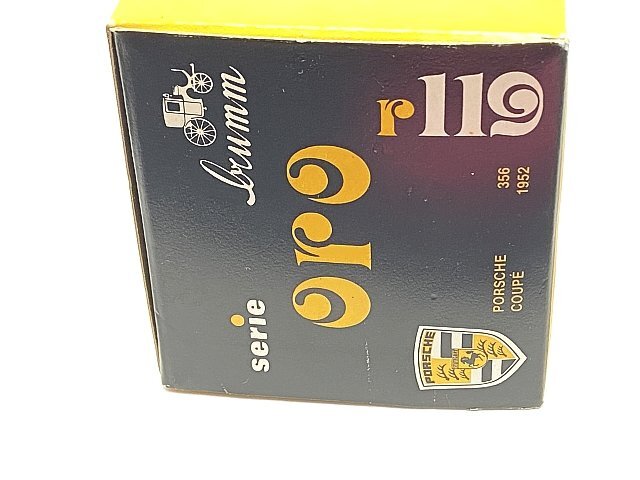 brumm
r119
serie
oro
PORSCHE 356
COUPÉ 1952
PORSCHE